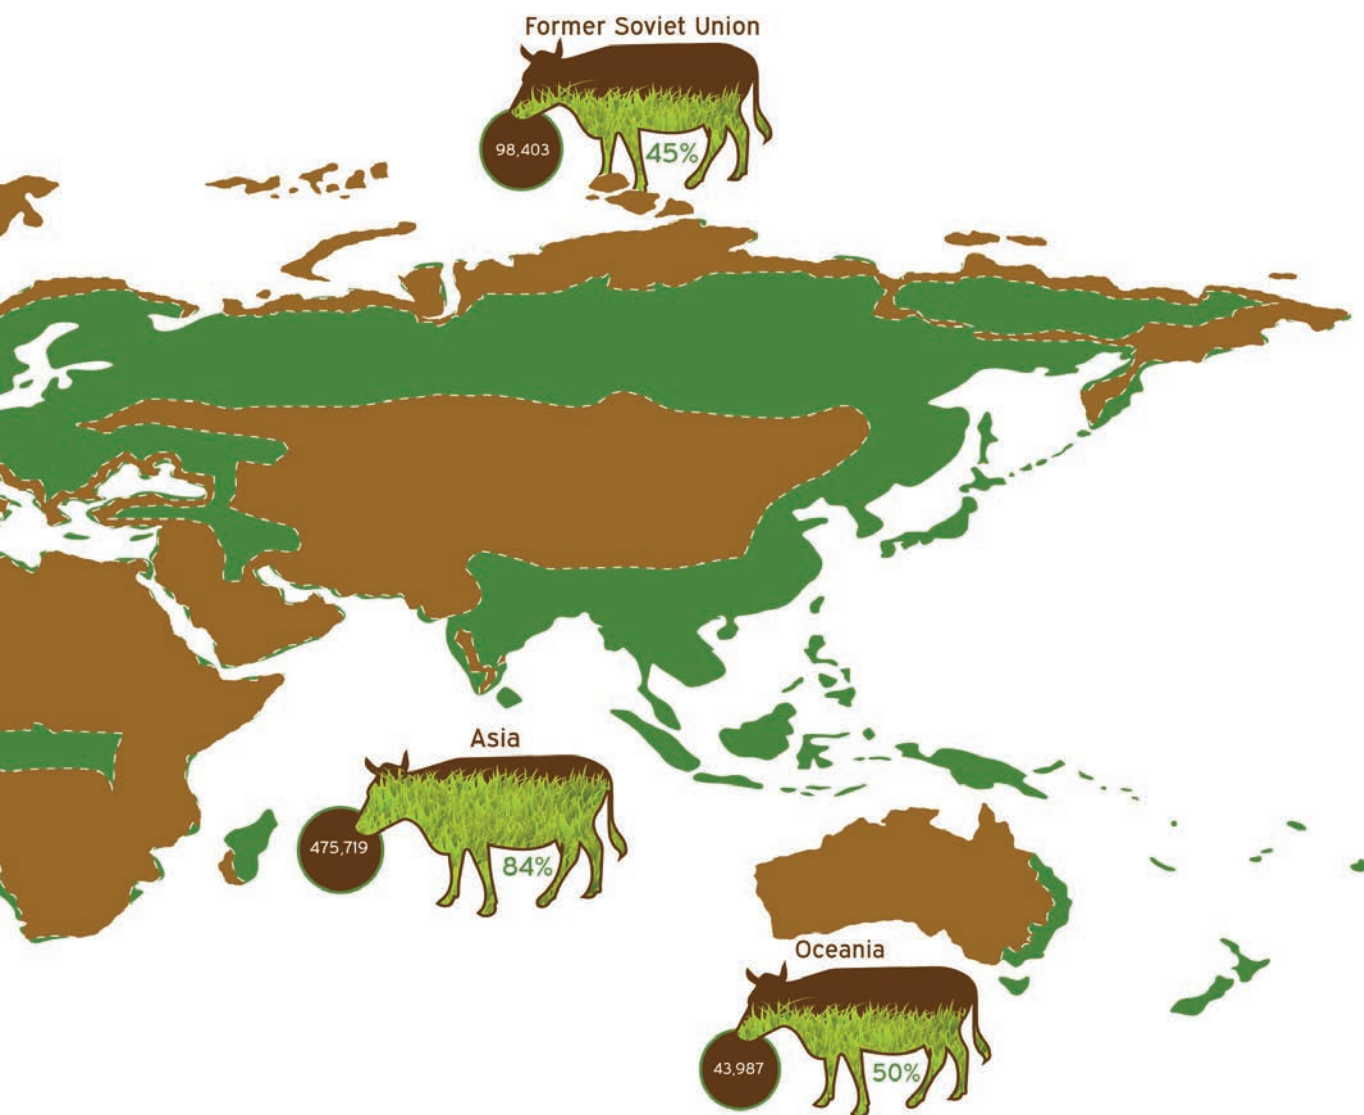 Former Soviet Union
98,403
45%
Asia
475,719
84%
Oceania
43,987
50%